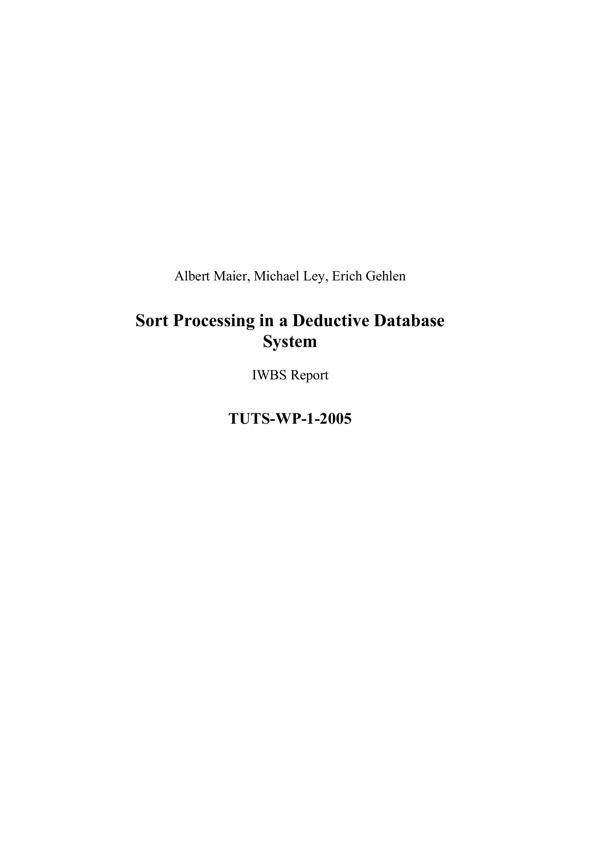 Albert Maier, Michael Ley, Erich Gehlen
Sort Processing in a Deductive Database
System
IWBS Report
TUTS-WP-1-2005